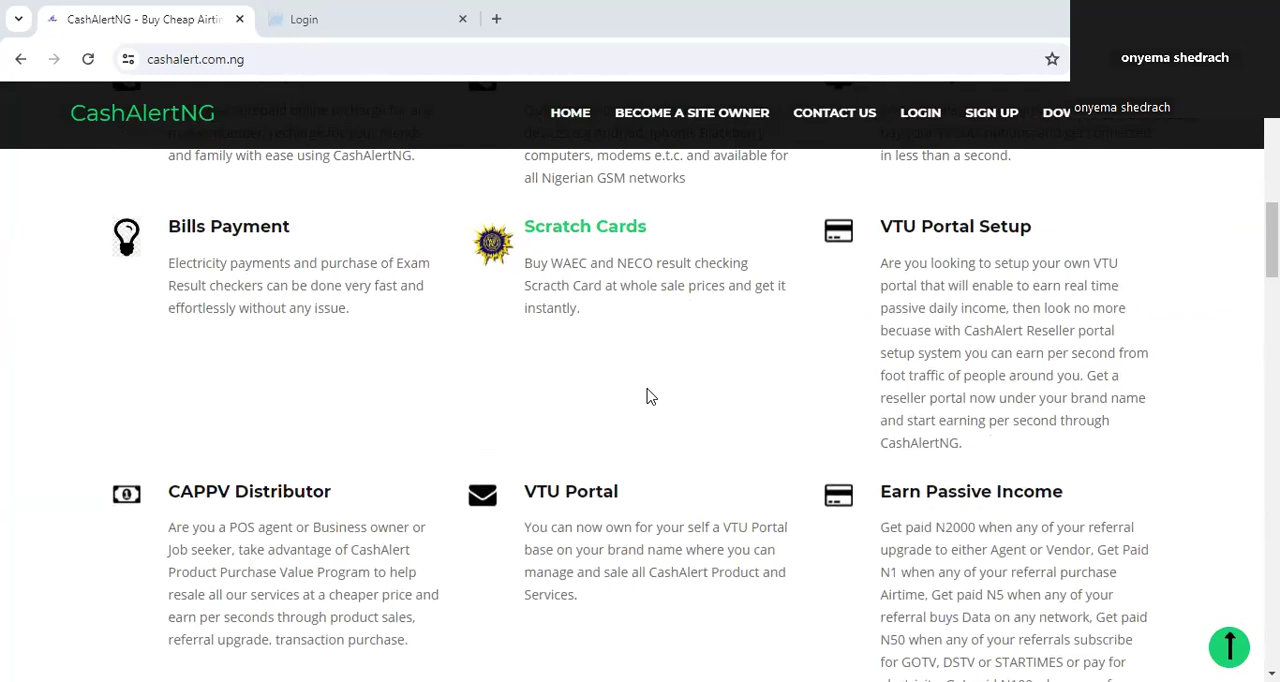 CashAlertNG - Buy Cheap Airtir
Login
cashalert.com.ng
onyema shedrach
onyema shedrach
CashAlertNG
HOME
BECOME A SITE OWNER
CONTACT US
LOGIN
SIGN UP
DOV
and family with ease using CashAlertNG.
computers, modems e.t.c. and available for
all Nigerian GSM networks
in less than a second.
Bills Payment
Electricity payments and purchase of Exam
Result checkers can be done very fast and
effortlessly without any issue.
Scratch Cards
Buy WAEC and NECO result checking
Scracth Card at whole sale prices and get it
instantly.
VTU Portal Setup
Are you looking to setup your own VTU
portal that will enable to earn real time
passive daily income, then look no more
becuase with CashAlert Reseller portal
setup system you can earn per second from
foot traffic of people around you. Get a
reseller portal now under your brand name
and start earning per second through
CashAlertNG.
CAPPV Distributor
Are you a POS agent or Business owner or
Job seeker, take advantage of CashAlert
Product Purchase Value Program to help
resale all our services at a cheaper price and
earn per seconds through product sales,
referral upgrade, transaction purchase.
VTU Portal
You can now own for your self a VTU Portal
base on your brand name where you can
manage and sale all CashAlert Product and
Services.
Earn Passive Income
Get paid N2000 when any of your referral
upgrade to either Agent or Vendor, Get Paid
N1 when any of your referral purchase
Airtime, Get paid N5 when any of your
referral buys Data on any network, Get paid
N50 when any of your referrals subscribe
for GOTV, DSTV or STARTIMES or pay for